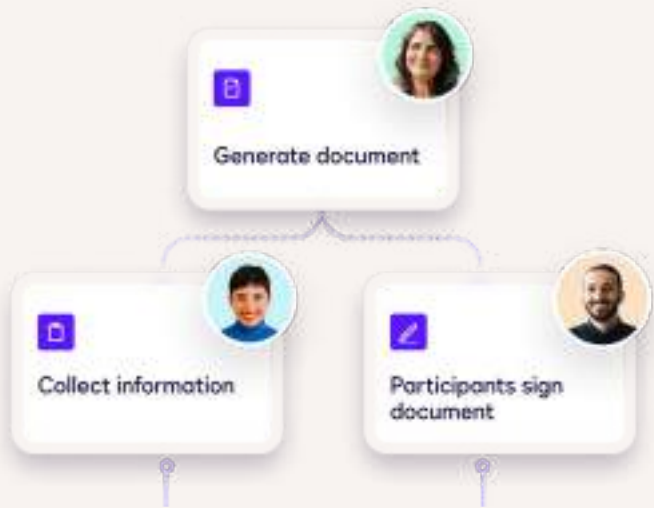 Generate document
Collect information
Participants sign
document